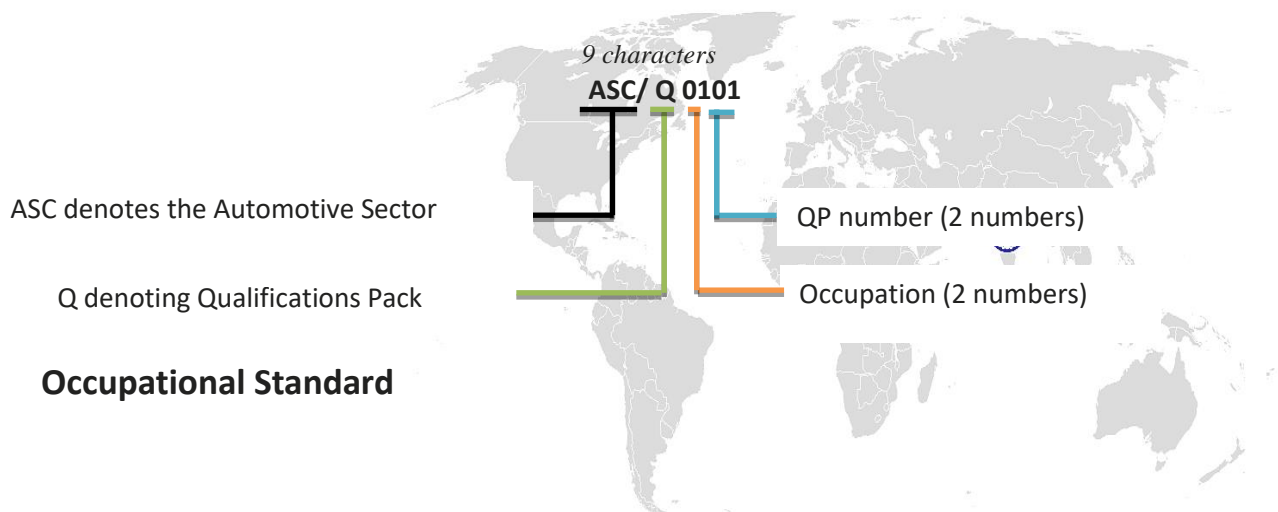 9 characters
ASC/ Q 0101
ASC denotes the Automotive Sector
QP number (2 numbers)
Q denoting Qualifications Pack
Occupation (2 numbers)
Occupational Standard